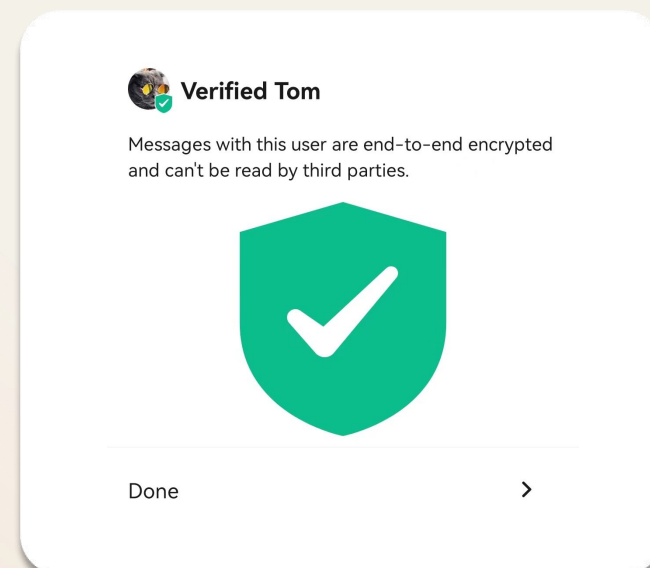 Verified Tom
Messages with this user are end-to-end encrypted
and can't be read by third parties.
Done